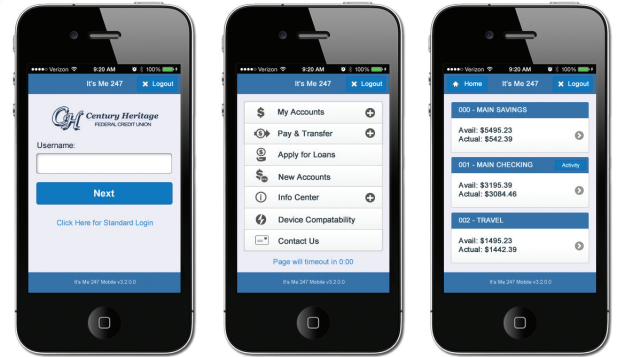 Verizon 9:20 AM 100%
It's Me 247 × Logout
CH Century Heritage
FEDERAL CREDIT UNION
Username:
Next
Click Here for Standard Login
It's Me 247 Mobile v3.2.0.0
Verizon 9:20 AM 100%
It's Me 247 × Logout
My Accounts
Pay & Transfer
Apply for Loans
New Accounts
Info Center
Device Compatability
Contact Us
Page will timeout in 0:00
It's Me 247 Mobile v3.2.0.0
Verizon 9:20 AM 100%
Home It's Me 247 × Logout
000 - MAIN SAVINGS
Avail: $5495.23
Actual: $542.39
001 - MAIN CHECKING Activity
Avail: $3195.39
Actual: $3084.46
002 - TRAVEL
Avail: $1495.23
Actual: $1442.39
It's Me 247 Mobile v3.2.0.0